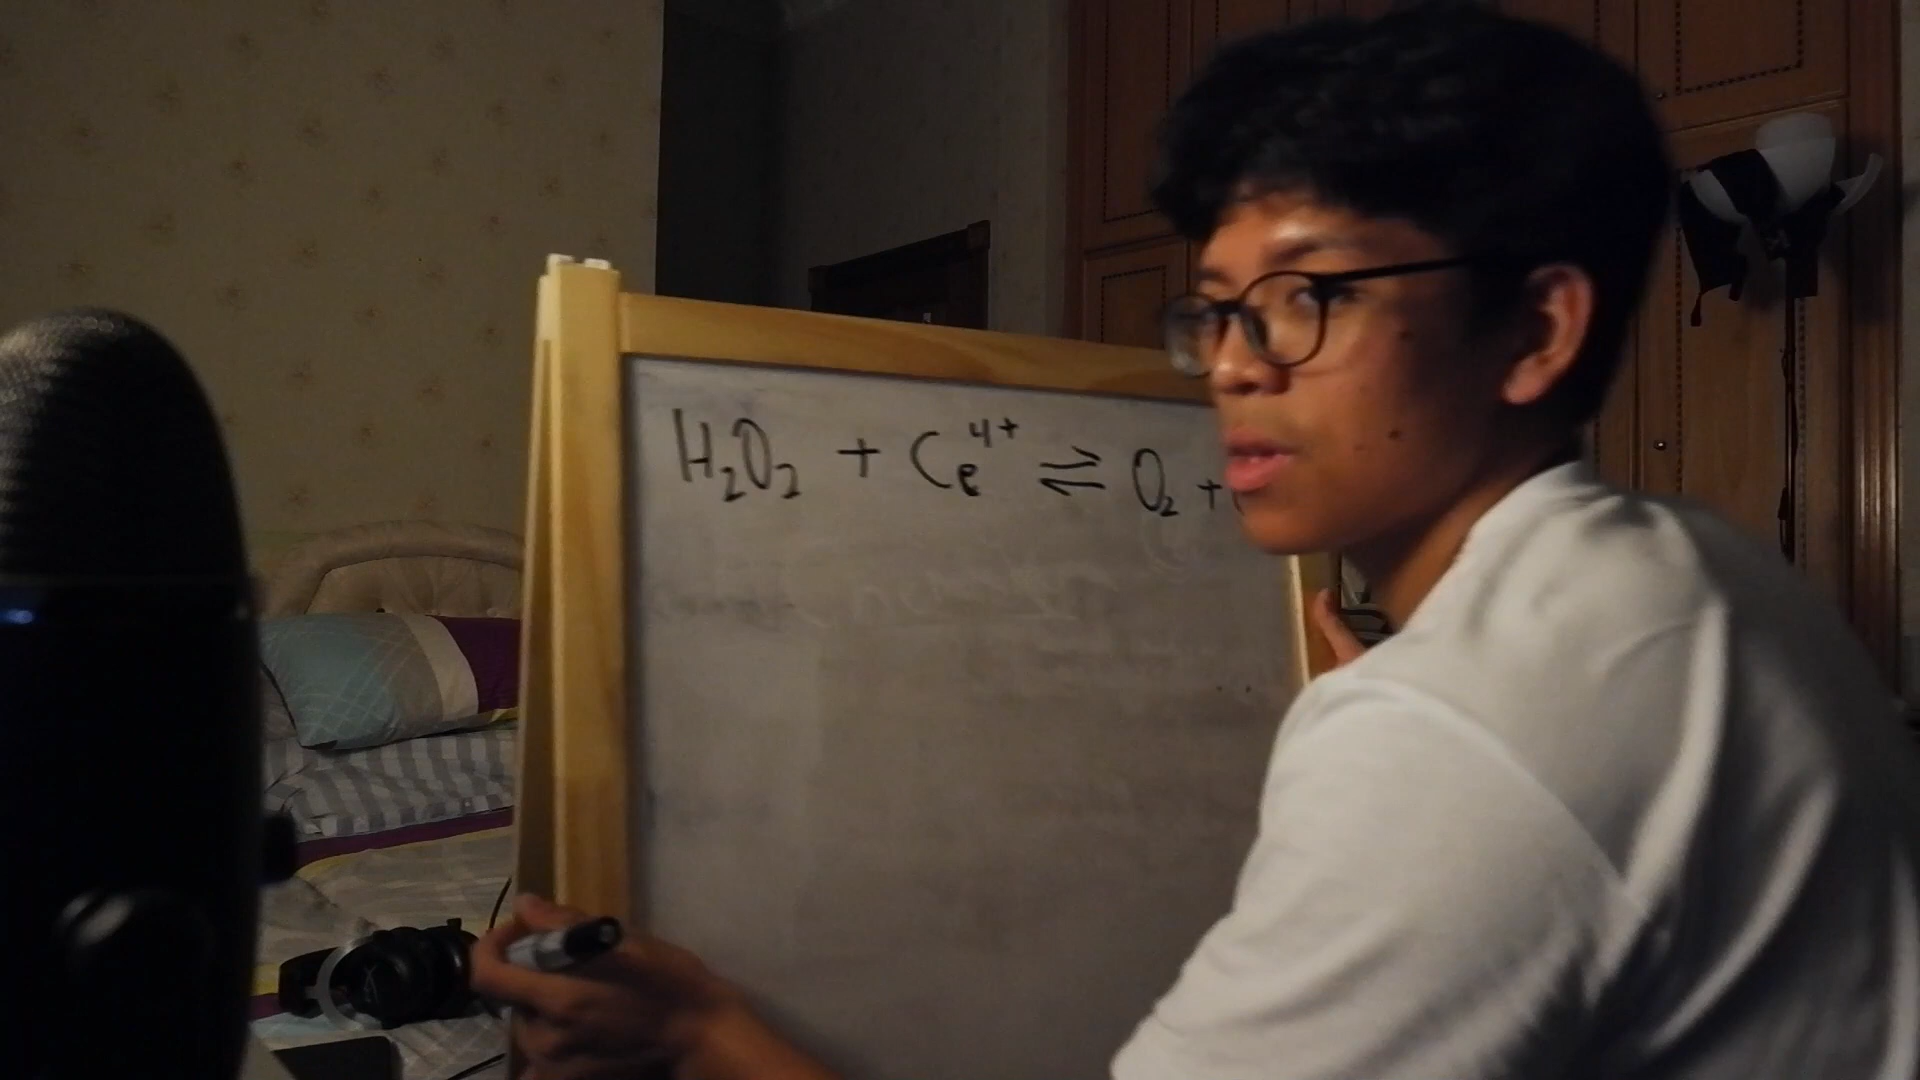 H₂O₂ + Ce⁴⁺ ⇌ O₂ +